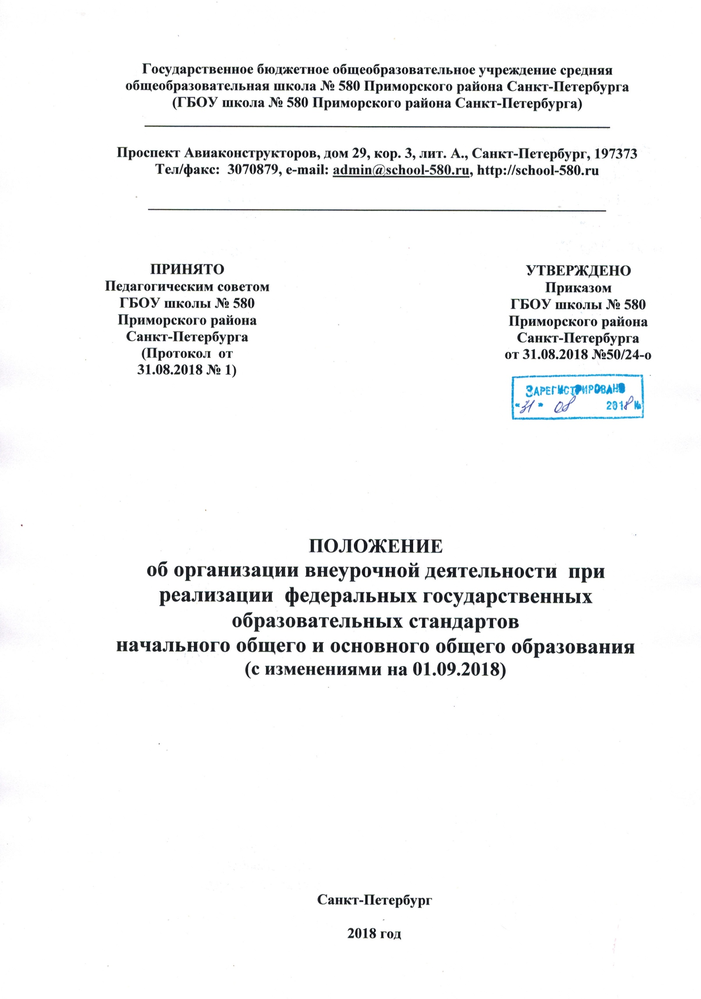 Государственное бюджетное общеобразовательное учреждение средняя
общеобразовательная школа № 580 Приморского района Санкт-Петербурга
(ГБОУ школа № 580 Приморского района Санкт-Петербурга)
Проспект Авиаконструкторов, дом 29, кор. 3, лит. А., Санкт-Петербург, 197373
Тел/факс:  3070879, e-mail: admin@school-580.ru, http://school-580.ru
ПРИНЯТО
Педагогическим советом
ГБОУ школы № 580
Приморского района
Санкт-Петербурга
(Протокол  от
31.08.2018 № 1)
УТВЕРЖДЕНО
Приказом
ГБОУ школы № 580
Приморского района
Санкт-Петербурга
от 31.08.2018 №50/24-о
ЗАРЕГИСТРИРОВАНО
"31" 08 2018 №
ПОЛОЖЕНИЕ
об организации внеурочной деятельности  при
реализации  федеральных государственных
образовательных стандартов
начального общего и основного общего образования
(с изменениями на 01.09.2018)
Санкт-Петербург
2018 год